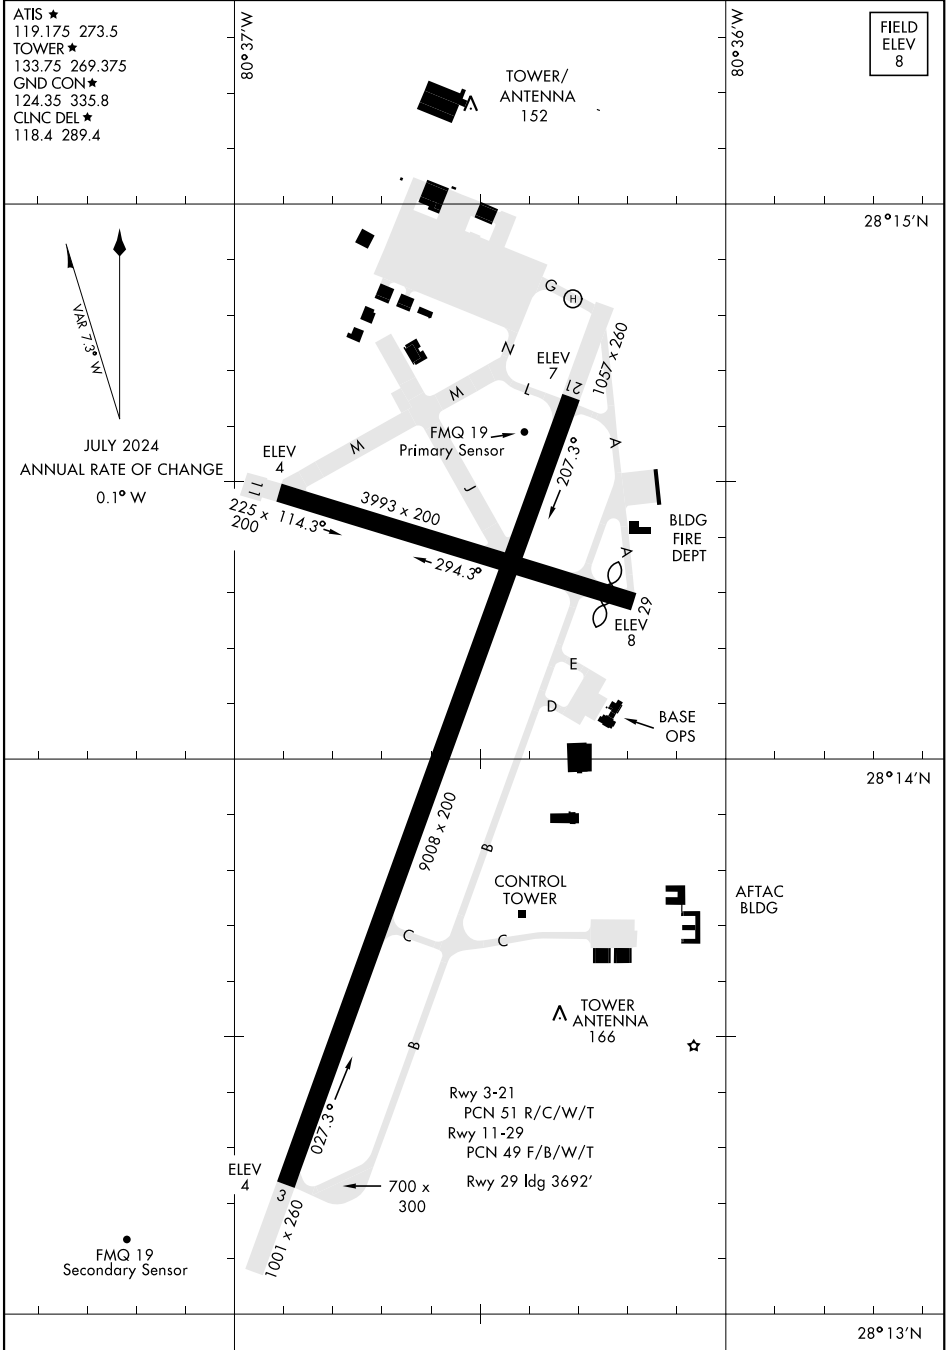 ATIS ★
119.175 273.5
TOWER ★
133.75 269.375
GND CON ★
124.35 335.8
CLNC DEL ★
118.4 289.4
80°37'W
80°36'W
FIELD
ELEV
8
TOWER/
ANTENNA
152
28°15'N
VAR 7.3° W
JULY 2024
ANNUAL RATE OF CHANGE
0.1° W
G
H
N
ELEV
7
21
1057 x 260
L
M
M
A
FMQ 19
Primary Sensor
207.3°
ELEV
4
11
225 x
200
114.3°
3993 x 200
J
294.3°
BLDG
FIRE
DEPT
A
29
ELEV
8
E
D
BASE
OPS
28°14'N
9008 x 200
B
CONTROL
TOWER
AFTAC
BLDG
C
C
TOWER
ANTENNA
166
B
027.3°
Rwy 3-21
PCN 51 R/C/W/T
Rwy 11-29
PCN 49 F/B/W/T
Rwy 29 ldg 3692'
ELEV
4
3
700 x
300
1001 x 260
FMQ 19
Secondary Sensor
28°13'N